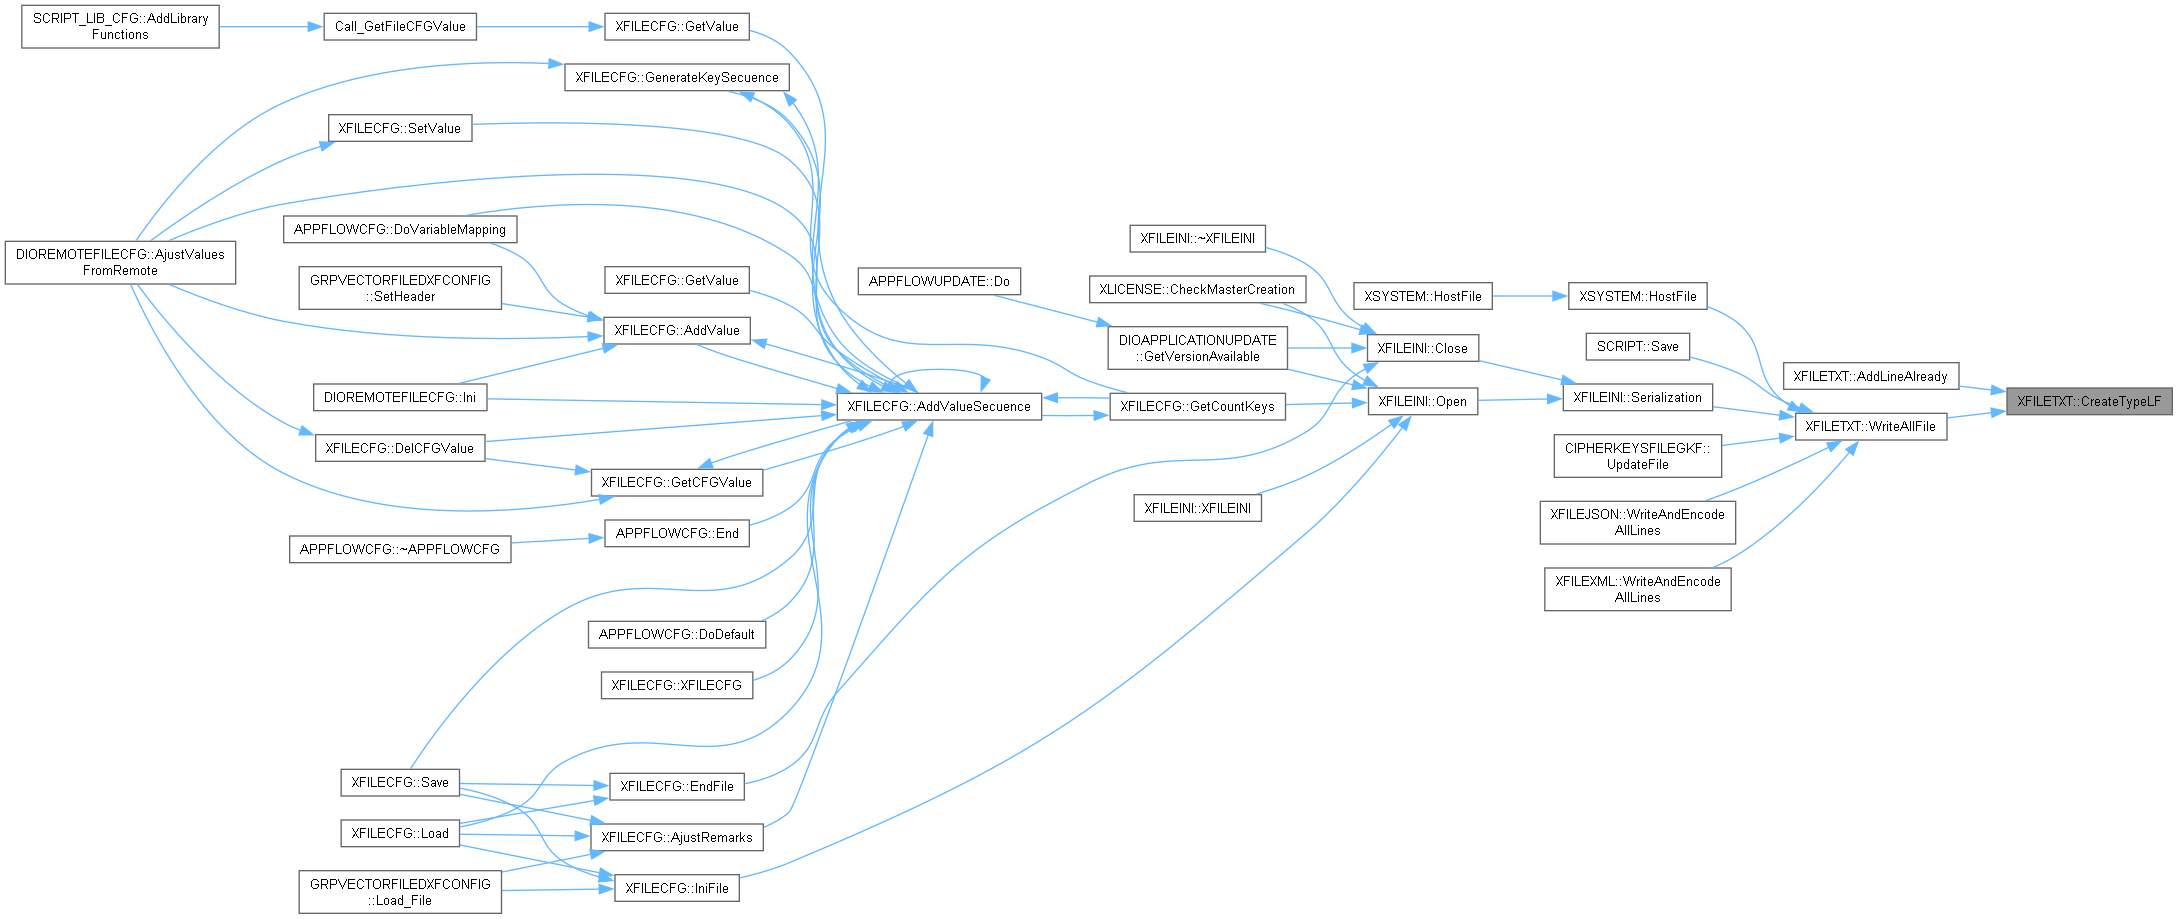 SCRIPT_LIB_CFG::AddLibrary
Functions
Call_GetFileCFGValue
XFILECFG::GetValue
XFILECFG::GenerateKeySecuence
XFILECFG::SetValue
APPFLOWCFG::DoVariableMapping
DIOREMOTEFILECFG::AjustValues
FromRemote
GRPVECTORFILEDXFCONFIG
::SetHeader
XFILECFG::GetValue
XFILECFG::AddValue
DIOREMOTEFILECFG::Ini
XFILECFG::DelCFGValue
XFILECFG::GetCFGValue
APPFLOWCFG::End
APPFLOWCFG::~APPFLOWCFG
APPFLOWCFG::DoDefault
XFILECFG::XFILECFG
XFILECFG::Save
XFILECFG::EndFile
XFILECFG::Load
XFILECFG::AjustRemarks
GRPVECTORFILEDXFCONFIG
::Load_File
XFILECFG::IniFile
XFILECFG::AddValueSecuence
APPFLOWUPDATE::Do
XFILEINI::~XFILEINI
XLICENSE::CheckMasterCreation
DIOAPPLICATIONUPDATE
::GetVersionAvailable
XFILECFG::GetCountKeys
XFILEINI::XFILEINI
XFILEINI::Close
XFILEINI::Open
XSYSTEM::HostFile
XSYSTEM::HostFile
SCRIPT::Save
XFILEINI::Serialization
CIPHERKEYSFILEGKF::
UpdateFile
XFILEJSON::WriteAndEncode
AllLines
XFILEXML::WriteAndEncode
AllLines
XFILETXT::AddLineAlready
XFILETXT::WriteAllFile
XFILETXT::CreateTypeLF